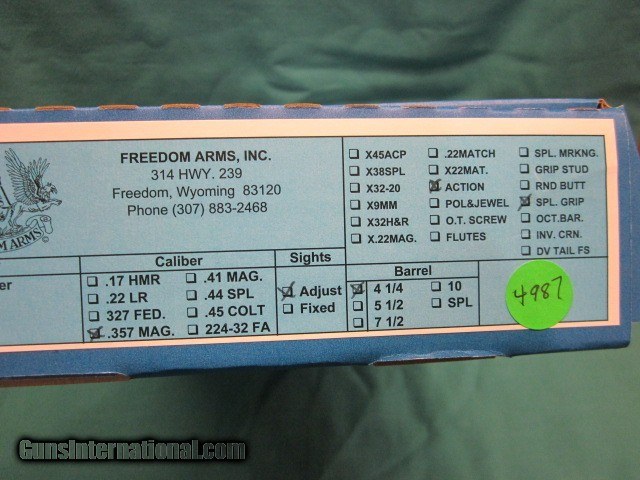 FREEDOM ARMS, INC.
314 HWY. 239
Freedom, Wyoming 83120
Phone (307) 883-2468
M ARMS
☐ X45ACP ☐ .22MATCH ☐ SPL. MRKNG.
☐ X38SPL ☐ X22MAT. ☐ GRIP STUD
☐ X32-20 ☑ ACTION ☐ RND BUTT
☐ X9MM ☐ POL&JEWEL ☑ SPL. GRIP
☐ X32H&R ☐ O.T. SCREW ☐ OCT.BAR.
☐ X.22MAG. ☐ FLUTES ☐ INV. CRN.
☐ DV TAIL FS
er
Caliber
☐ .17 HMR ☐ .41 MAG.
☐ .22 LR ☐ .44 SPL
☐ 327 FED. ☐ .45 COLT
☑ .357 MAG. ☐ 224-32 FA
Sights
☑ Adjust
☐ Fixed
Barrel
☑ 4 1/4 ☐ 10
☐ 5 1/2 ☐ SPL
☐ 7 1/2
4987
GunsInternational.com